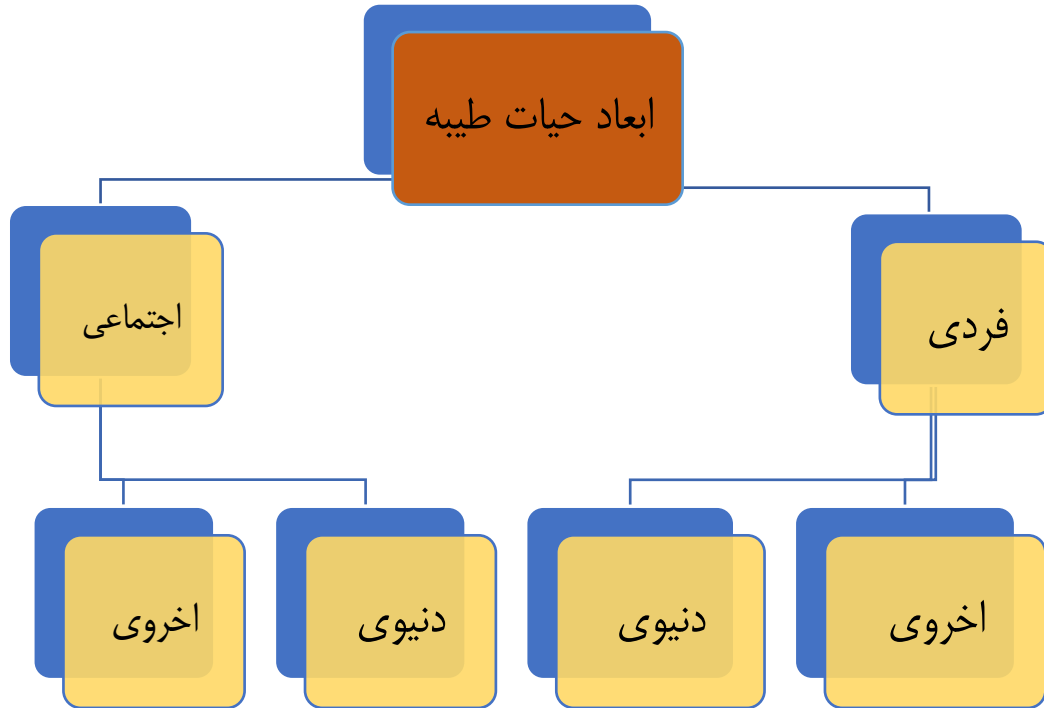 ابعاد حیات طیبه
فردی
اجتماعی
اخروی
دنیوی
دنیوی
اخروی